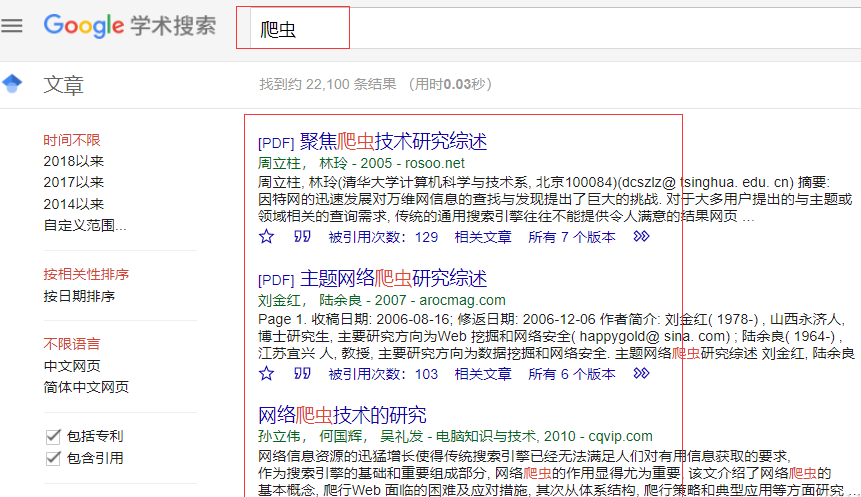 Google 学术搜索
爬虫
文章
找到约 22,100 条结果 （用时0.03秒）
时间不限
2018以来
2017以来
2014以来
自定义范围...
按相关性排序
按日期排序
不限语言
中文网页
简体中文网页
包括专利
包含引用
[PDF] 聚焦爬虫技术研究综述
周立柱， 林玲 - 2005 - rosoo.net
周立柱, 林玲(清华大学计算机科学与技术系, 北京100084)(dcszlz@ tsinghua. edu. cn) 摘要:
因特网的迅速发展对万维网信息的查找与发现提出了巨大的挑战. 对于大多用户提出的与主题或
领域相关的查询需求, 传统的通用搜索引擎往往不能提供令人满意的结果网页 ...
被引用次数：129 相关文章 所有 7 个版本
[PDF] 主题网络爬虫研究综述
刘金红， 陆余良 - 2007 - arocmag.com
Page 1. 收稿日期: 2006-08-16; 修返日期: 2006-12-06 作者简介: 刘金红( 1978-) , 山西永济人,
博士研究生, 主要研究方向为Web 挖掘和网络安全( happygold@ sina. com) ; 陆余良( 1964-) ,
江苏宜兴 人, 教授, 主要研究方向为数据挖掘和网络安全. 主题网络爬虫研究综述 刘金红, 陆余良
被引用次数：103 相关文章 所有 6 个版本
网络爬虫技术的研究
孙立伟， 何国辉， 吴礼发 - 电脑知识与技术, 2010 - cqvip.com
网络信息资源的迅猛增长使得传统搜索引擎已经无法满足人们对有用信息获取的要求,
作为搜索引擎的基础和重要组成部分, 网络爬虫的作用显得尤为重要, 该文介绍了网络爬虫的
基本概念, 爬行Web 面临的困难及应对措施, 其次从体系结构, 爬行策略和典型应用等方面研究 ...